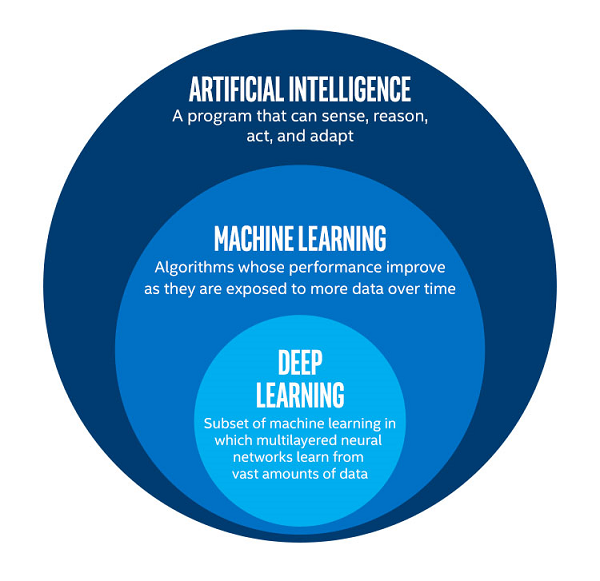 ARTIFICIAL INTELLIGENCE
A program that can sense, reason,
act, and adapt
MACHINE LEARNING
Algorithms whose performance improve
as they are exposed to more data over time
DEEP
LEARNING
Subset of machine learning in
which multilayered neural
networks learn from
vast amounts of data